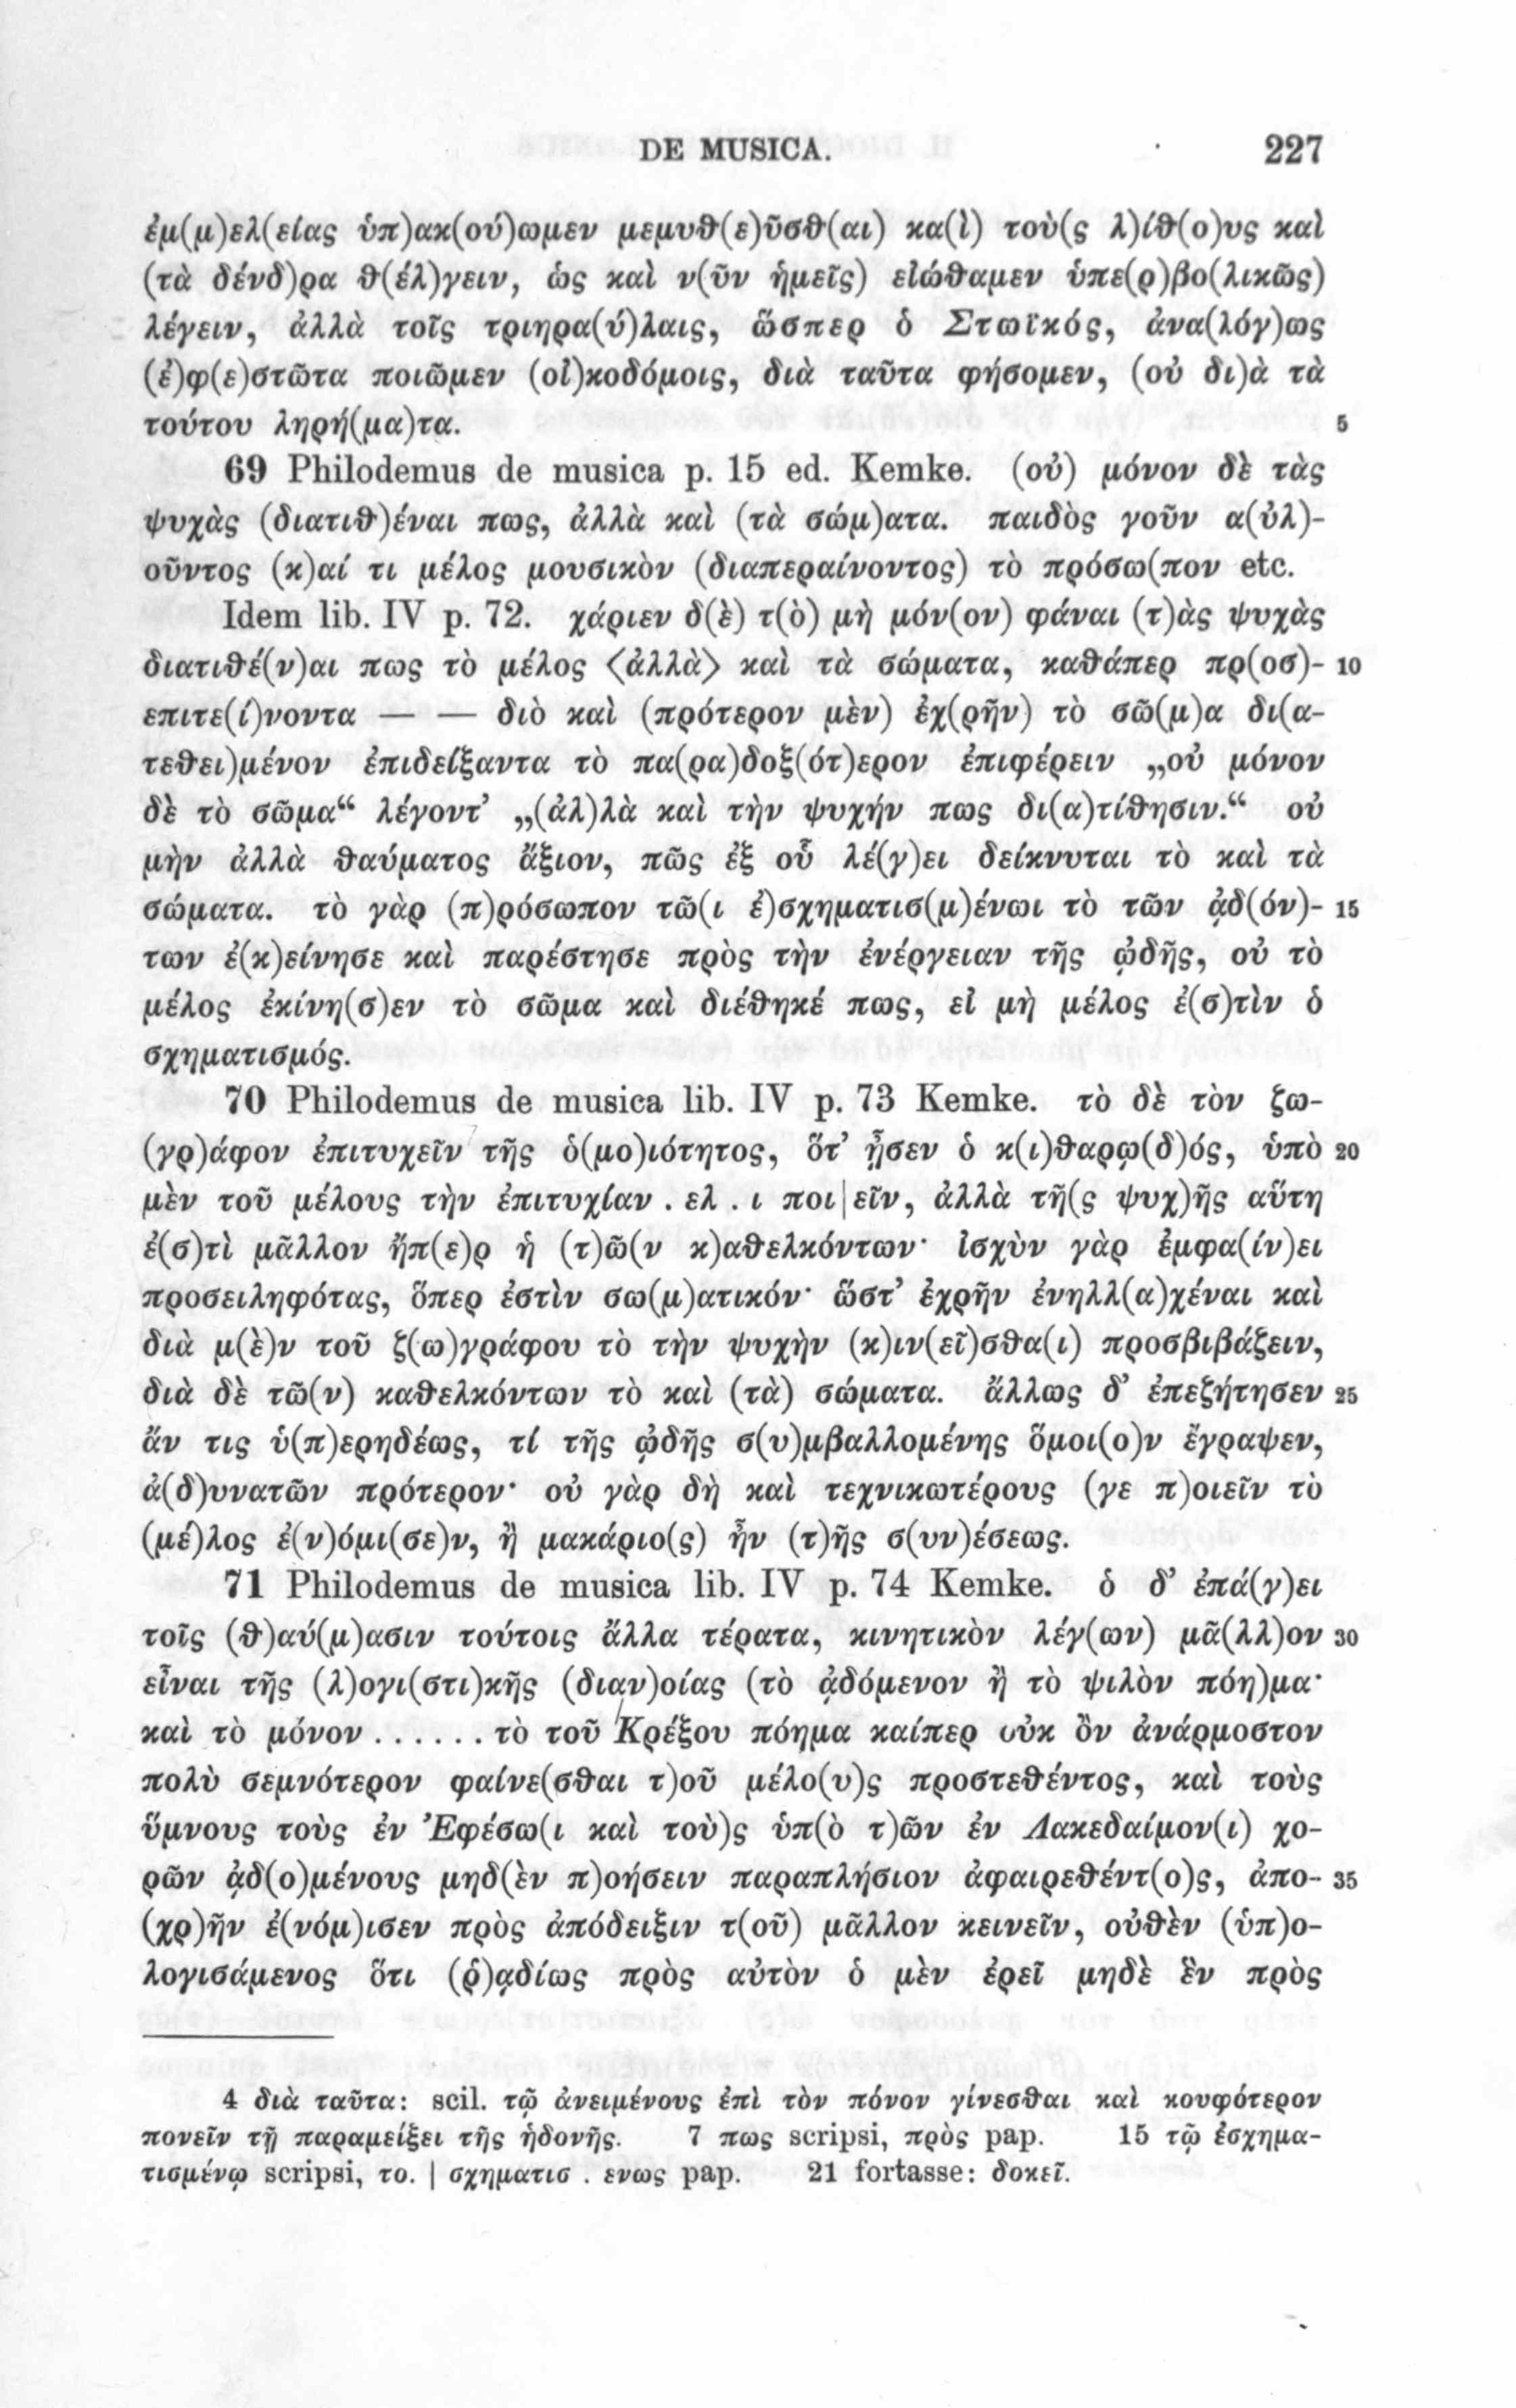 DE MUSICA. 227
ἐμ(μ)ελ(είας ὑπ)ακ(ού)ωμεν μεμυθ(ε)ῦσθ(αι) κα(ὶ) τοὺ(ς λ)ίθ(ο)υς καὶ
(τὰ δένδ)ρα θ(έλ)γειν, ὡς καὶ ν(ῦν ἡμεῖς) εἰώθαμεν ὑπε(ρ)βο(λικῶς)
λέγειν, ἀλλὰ τοῖς τριηρα(ύ)λαις, ὥσπερ ὁ Στωϊκός, ἀνα(λόγ)ως
(ἐ)φ(ε)στῶτα ποιῶμεν (οἰ)κοδόμοις, διὰ ταῦτα φήσομεν, (οὐ δι)ὰ τὰ
τούτου ληρή(μα)τα. 5
69 Philodemus de musica p. 15 ed. Kemke. (οὐ) μόνον δὲ τὰς
ψυχὰς (διατιθ)έναι πως, ἀλλὰ καὶ (τὰ σώμ)ατα. παιδὸς γοῦν α(ὐλ)-
οῦντος (κ)αί τι μέλος μουσικὸν (διαπεραίνοντος) τὸ πρόσω(πον etc.
Idem lib. IV p. 72. χάριεν δ(ὲ) τ(ὸ) μὴ μόν(ον) φάναι (τ)ὰς ψυχὰς
διατιθέ(ν)αι πως τὸ μέλος ⟨ἀλλὰ⟩ καὶ τὰ σώματα, καθάπερ πρ(οσ)- 10
επιτε(ί)νοντα — — διὸ καὶ (πρότερον μὲν) ἐχ(ρῆν) τὸ σῶ(μ)α δι(α-
τεθει)μένον ἐπιδείξαντα τὸ πα(ρα)δοξ(ότ)ερον ἐπιφέρειν „οὐ μόνον
δὲ τὸ σῶμα“ λέγοντ’ „(ἀλ)λὰ καὶ τὴν ψυχήν πως δι(α)τίθησιν.“ οὐ
μὴν ἀλλὰ θαύματος ἄξιον, πῶς ἐξ οὗ λέ(γ)ει δείκνυται τὸ καὶ τὰ
σώματα. τὸ γὰρ (π)ρόσωπον τῶ(ι ἐ)σχηματισ(μ)ένωι τὸ τῶν ᾀδ(όν)- 15
των ἐ(κ)είνησε καὶ παρέστησε πρὸς τὴν ἐνέργειαν τῆς ᾠδῆς, οὐ τὸ
μέλος ἐκίνη(σ)εν τὸ σῶμα καὶ διέθηκέ πως, εἰ μὴ μέλος ἐ(σ)τὶν ὁ
σχηματισμός.
70 Philodemus de musica lib. IV p. 73 Kemke. τὸ δὲ τὸν ζω-
(γρ)άφον ἐπιτυχεῖν τῆς ὁ(μο)ιότητος, ὅτ’ ᾖσεν ὁ κ(ι)θαρῳ(δ)ός, ὑπὸ 20
μὲν τοῦ μέλους τὴν ἐπιτυχίαν . ελ . ι ποι|εῖν, ἀλλὰ τῆ(ς ψυχ)ῆς αὕτη
ἐ(σ)τὶ μᾶλλον ἤπ(ε)ρ ἡ (τ)ῶ(ν κ)αθελκόντων· ἰσχὺν γὰρ ἐμφα(ίν)ει
προσειληφότας, ὅπερ ἐστὶν σω(μ)ατικόν· ὥστ’ ἐχρῆν ἐνηλλ(α)χέναι καὶ
διὰ μ(ὲ)ν τοῦ ζ(ω)γράφου τὸ τὴν ψυχὴν (κ)ιν(εῖ)σθα(ι) προσβιβάζειν,
διὰ δὲ τῶ(ν) καθελκόντων τὸ καὶ (τὰ) σώματα. ἄλλως δ’ ἐπεζήτησεν 25
ἄν τις ὑ(π)ερηδέως, τί τῆς ᾠδῆς σ(υ)μβαλλομένης ὅμοι(ο)ν ἔγραψεν,
ἀ(δ)υνατῶν πρότερον· οὐ γὰρ δὴ καὶ τεχνικωτέρους (γε π)οιεῖν τὸ
(μέ)λος ἐ(ν)όμι(σε)ν, ἢ μακάριο(ς) ἦν (τ)ῆς σ(υν)έσεως.
71 Philodemus de musica lib. IV p. 74 Kemke. ὁ δ’ ἐπά(γ)ει
τοῖς (θ)αύ(μ)ασιν τούτοις ἄλλα τέρατα, κινητικὸν λέγ(ων) μᾶ(λλ)ον 30
εἶναι τῆς (λ)ογι(στι)κῆς (διαν)οίας (τὸ ᾀδόμενον ἢ τὸ ψιλὸν πόη)μα·
καὶ τὸ μόνον . . . . . . τὸ τοῦ Κρέξου πόημα καίπερ οὐκ ὂν ἀνάρμοστον
πολὺ σεμνότερον φαίνε(σθαι τ)οῦ μέλο(υ)ς προστεθέντος, καὶ τοὺς
ὕμνους τοὺς ἐν Ἐφέσω(ι καὶ τοὺ)ς ὑπ(ὸ τ)ῶν ἐν Λακεδαίμον(ι) χο-
ρῶν ᾀδ(ο)μένους μηδ(ὲν π)οήσειν παραπλήσιον ἀφαιρεθέντ(ο)ς, ἀπο- 35
(χρ)ῆν ἐ(νόμ)ισεν πρὸς ἀπόδειξιν τ(οῦ) μᾶλλον κεινεῖν, οὐθὲν (ὑπ)ο-
λογισάμενος ὅτι (ῥ)ᾳδίως πρὸς αὐτὸν ὁ μὲν ἐρεῖ μηδὲ ἓν πρὸς
4 διὰ ταῦτα: scil. τῷ ἀνειμένους ἐπὶ τὸν πόνον γίνεσθαι καὶ κουφότερον
πονεῖν τῇ παραμείξει τῆς ἡδονῆς. 7 πως scripsi, πρὸς pap. 15 τῷ ἐσχημα-
τισμένῳ scripsi, το. | σχηματισ . ενως pap. 21 fortasse: δοκεῖ.